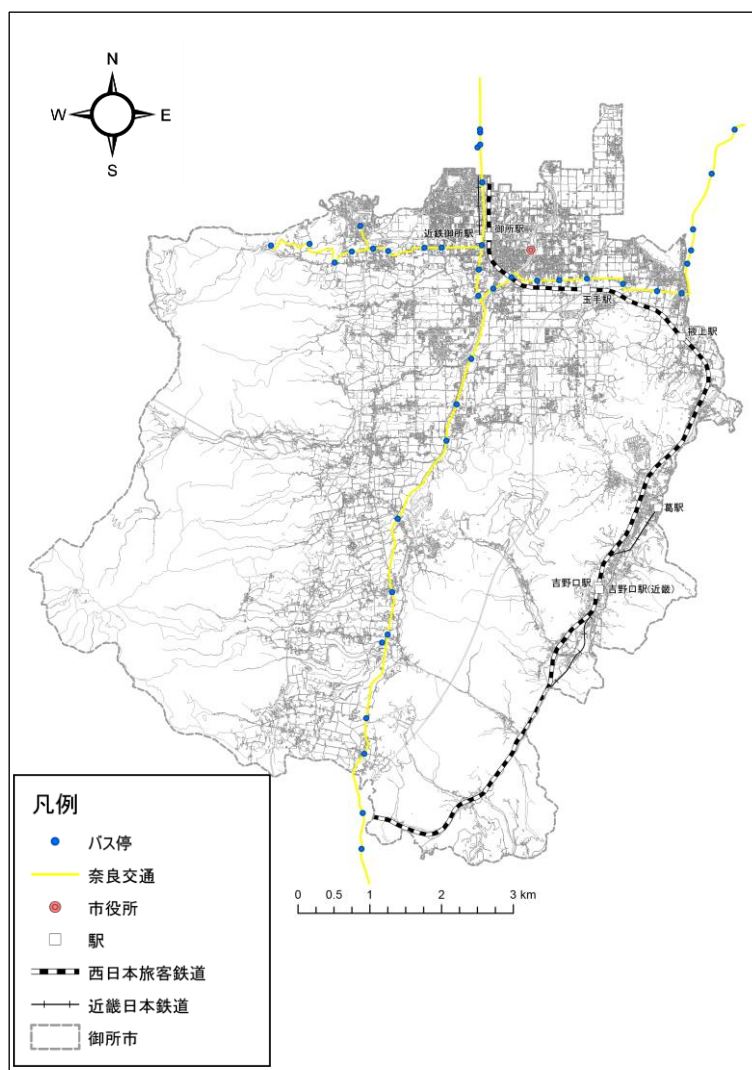 N
W E
S
近鉄御所駅
御所駅
玉手駅
掖上駅
葛駅
吉野口駅
吉野口駅(近畿)
凡例
バス停
奈良交通
市役所
駅
西日本旅客鉄道
近畿日本鉄道
御所市
0 0.5 1 2 3 km